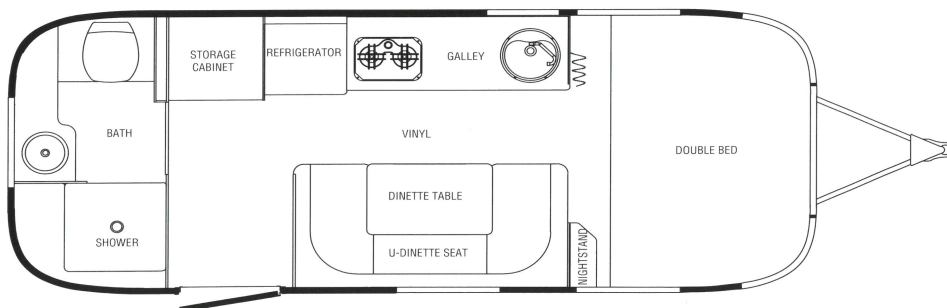 STORAGE
CABINET
REFRIGERATOR
GALLEY
BATH
VINYL
DOUBLE BED
DINETTE TABLE
SHOWER
U-DINETTE SEAT
NIGHTSTAND